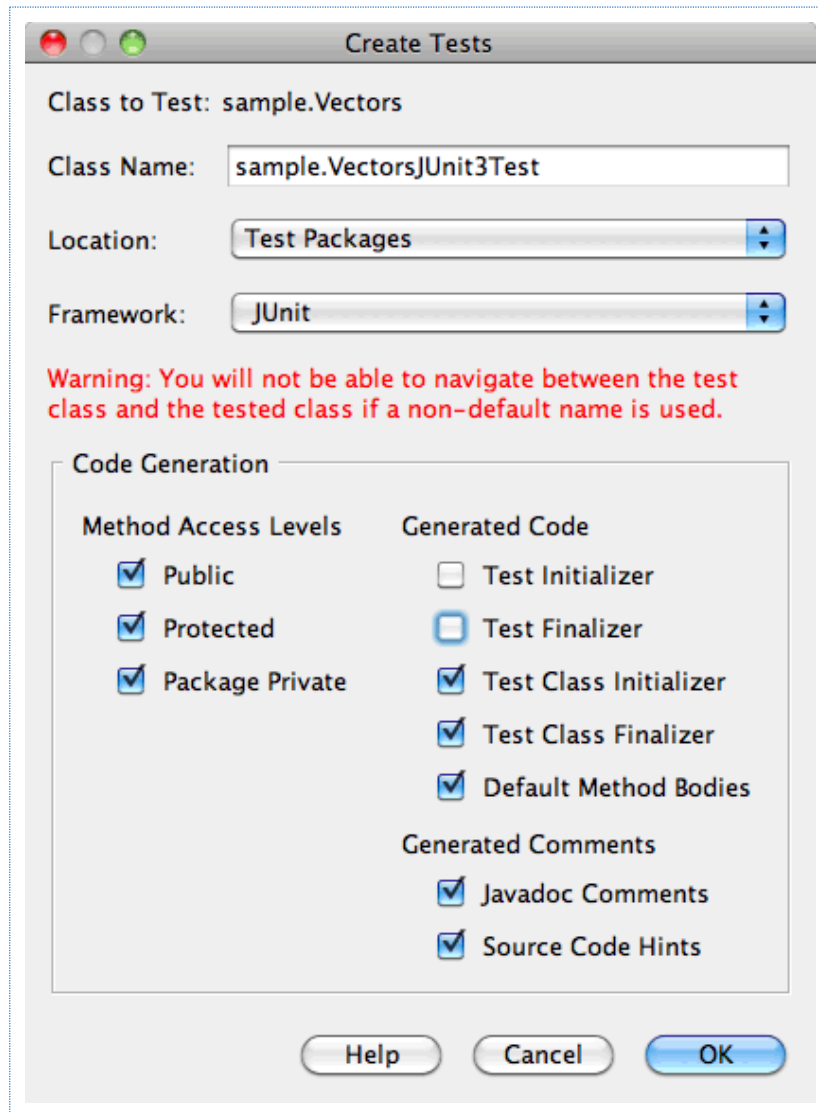 Create Tests
Class to Test: sample.Vectors
Class Name: sample.VectorsJUnit3Test
Location: Test Packages
Framework: JUnit
Warning: You will not be able to navigate between the test
class and the tested class if a non-default name is used.
Code Generation
Method Access Levels Generated Code
Public Test Initializer
Protected Test Finalizer
Package Private Test Class Initializer
Test Class Finalizer
Default Method Bodies
Generated Comments
Javadoc Comments
Source Code Hints
Help Cancel OK